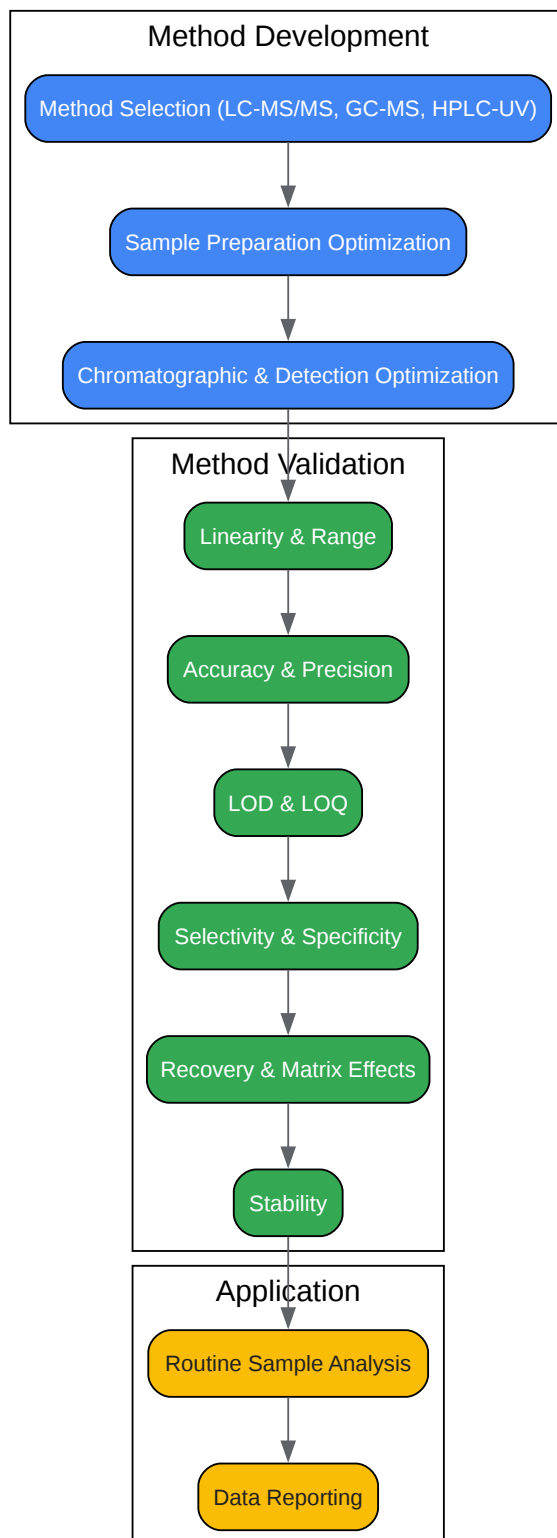 Method Development
Method Selection (LC-MS/MS, GC-MS, HPLC-UV)
Sample Preparation Optimization
Chromatographic & Detection Optimization
Method Validation
Linearity & Range
Accuracy & Precision
LOD & LOQ
Selectivity & Specificity
Recovery & Matrix Effects
Stability
Application
Routine Sample Analysis
Data Reporting